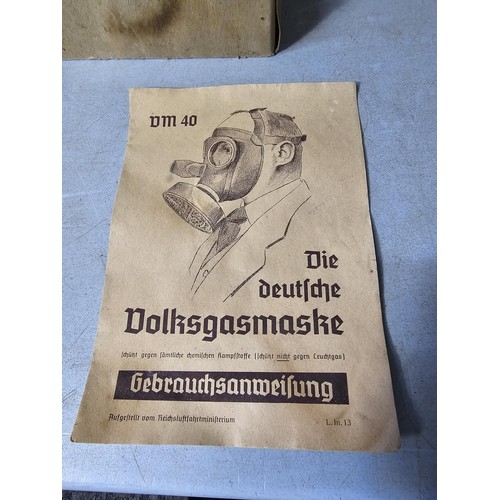 VM 40
Die
deutſche
Volksgasmaske
ſchützt gegen ſämtliche chemiſchen Kampfſtoffe (ſchützt nicht gegen Leuchtgas)
Gebrauchsanweiſung
Aufgeſtellt vom Reichsluftfahrtminiſterium
L. In. 13